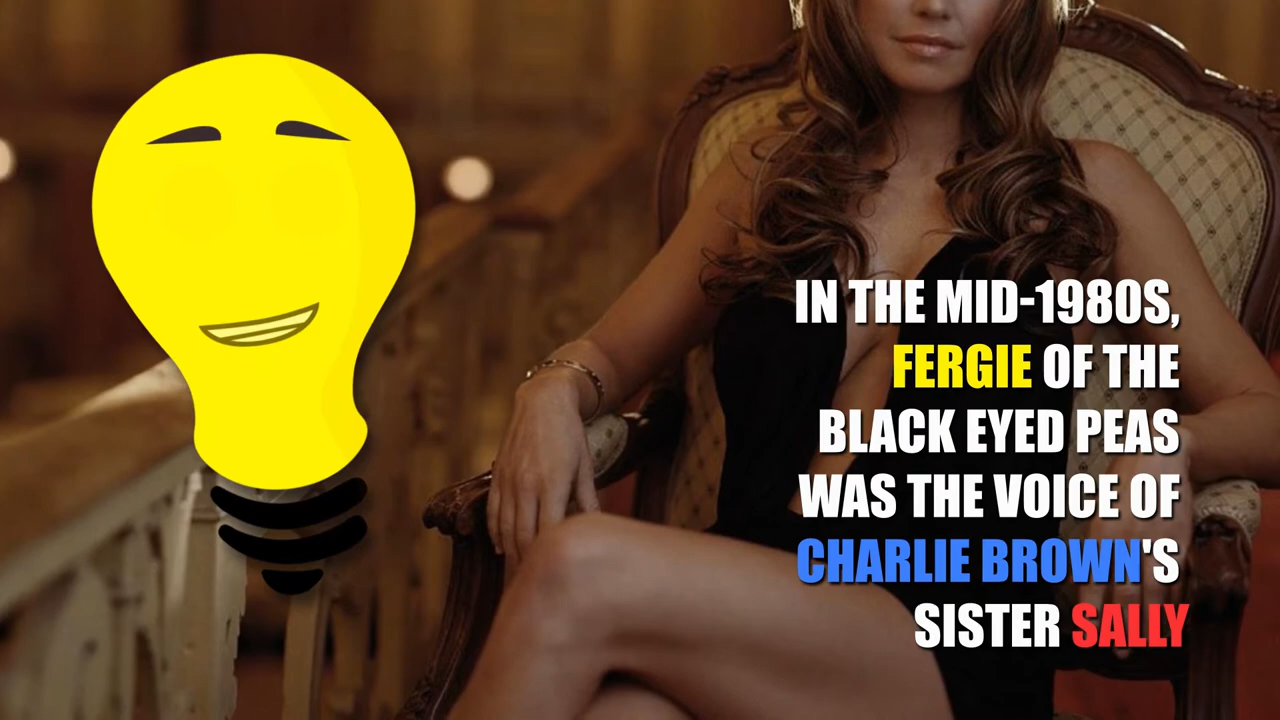 IN THE MID-1980S,
FERGIE OF THE
BLACK EYED PEAS
WAS THE VOICE OF
CHARLIE BROWN'S
SISTER SALLY